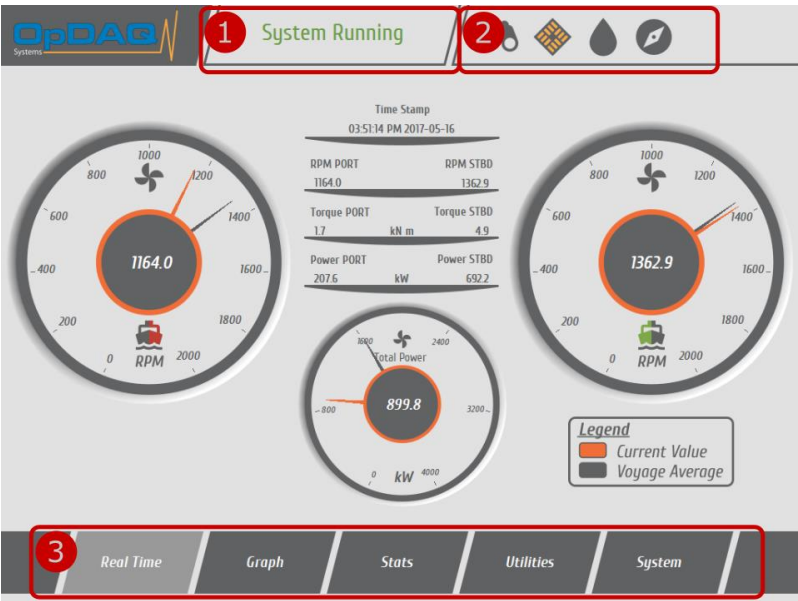 OpDAQ
Systems
1
System Running
2
Time Stamp
03:51:14 PM 2017-05-16
RPM PORT RPM STBD
1164.0 1362.9
Torque PORT Torque STBD
1.7 kN m 4.9
Power PORT Power STBD
207.6 kW 692.2
0
200
400
600
800
1000
1200
1400
1600
1800
2000
1164.0
RPM
0
200
400
600
800
1000
1200
1400
1600
1800
2000
1362.9
RPM
0
800
1600
2400
3200
4000
Total Power
899.8
kW
Legend
Current Value
Voyage Average
3
Real Time Graph Stats Utilities System